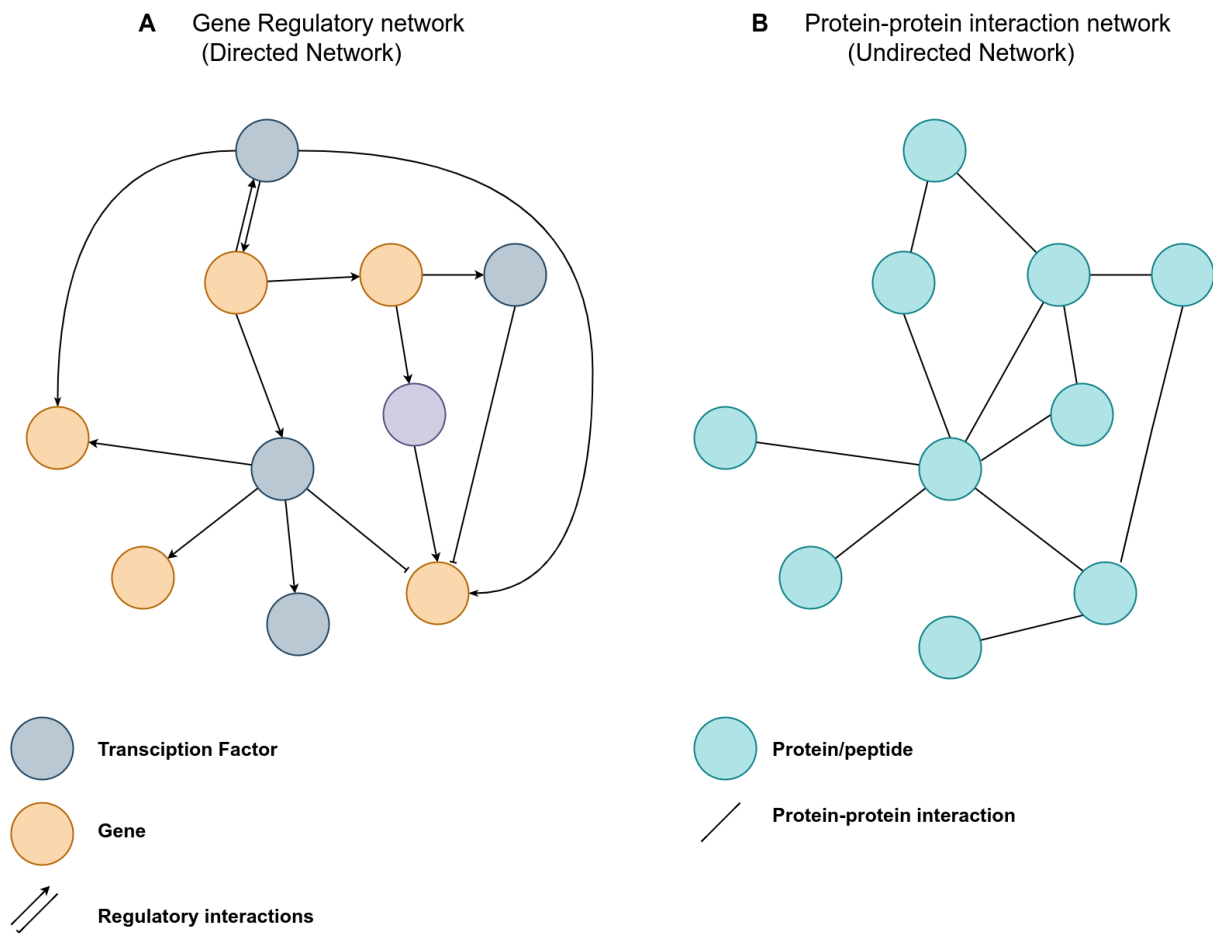 A Gene Regulatory network
(Directed Network)
B Protein-protein interaction network
(Undirected Network)
Transciption Factor
Gene
Regulatory interactions
Protein/peptide
Protein-protein interaction